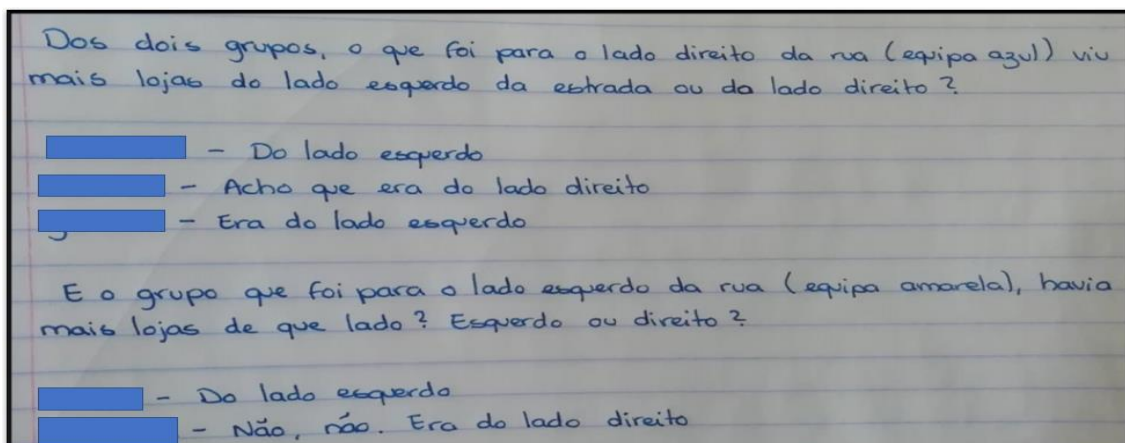 Dos dois grupos, o que foi para o lado direito da rua (equipa azul) viu
mais lojas do lado esquerdo da estrada ou da lado direito?
- Do lado esquerdo
- Acho que era do lado direito
- Era do lado esquerdo
E o grupo que foi para o lado esquerdo da rua (equipa amarela), havia
mais lojas de que lado? Esquerdo ou direito?
- Do lado esquerdo
- Não, não. Era do lado direito